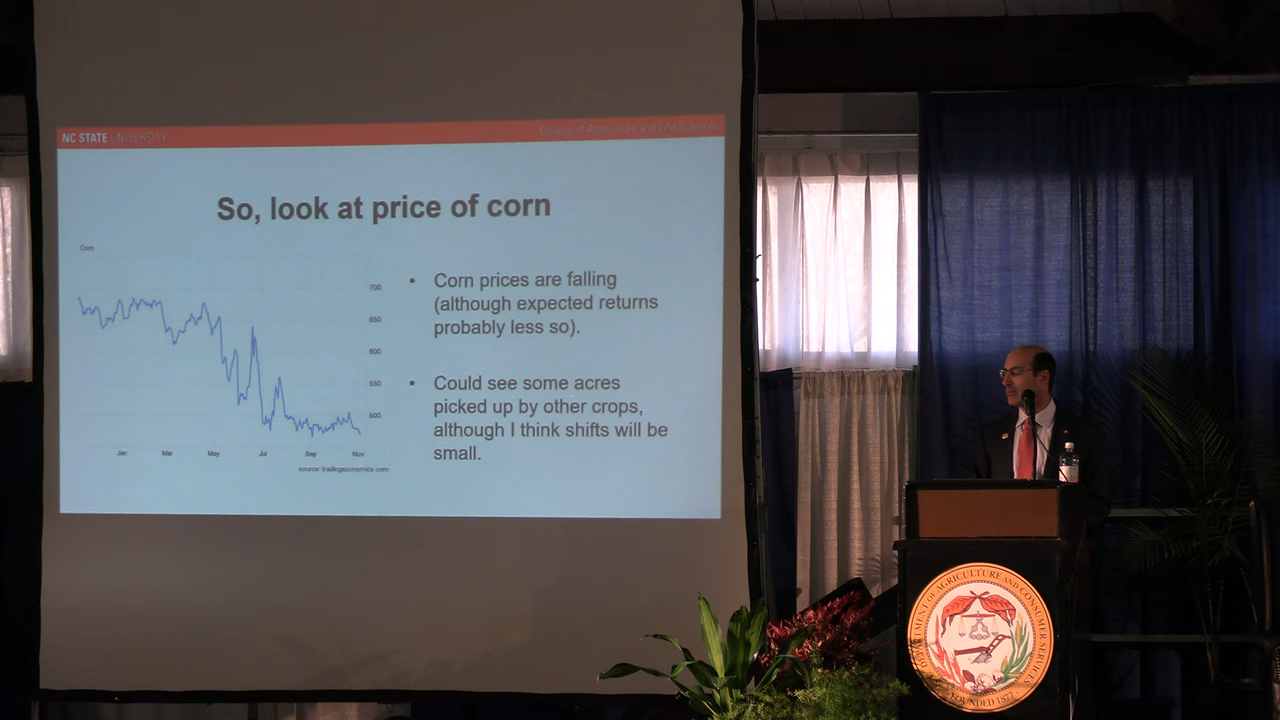 NC STATE UNIVERSITY
College of Agriculture and Life Sciences
So, look at price of corn
Corn
700
650
600
550
500
Jan Mar May Jul Sep Nov
source: tradingeconomics.com
• Corn prices are falling
(although expected returns
probably less so).
• Could see some acres
picked up by other crops,
although I think shifts will be
small.
DEPARTMENT OF AGRICULTURE AND CONSUMER SERVICES
FOUNDED 1877